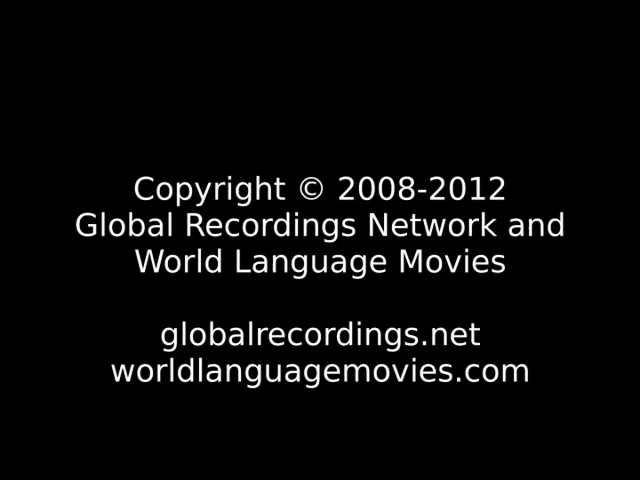 Copyright © 2008-2012
Global Recordings Network and
World Language Movies
globalrecordings.net
worldlanguagemovies.com